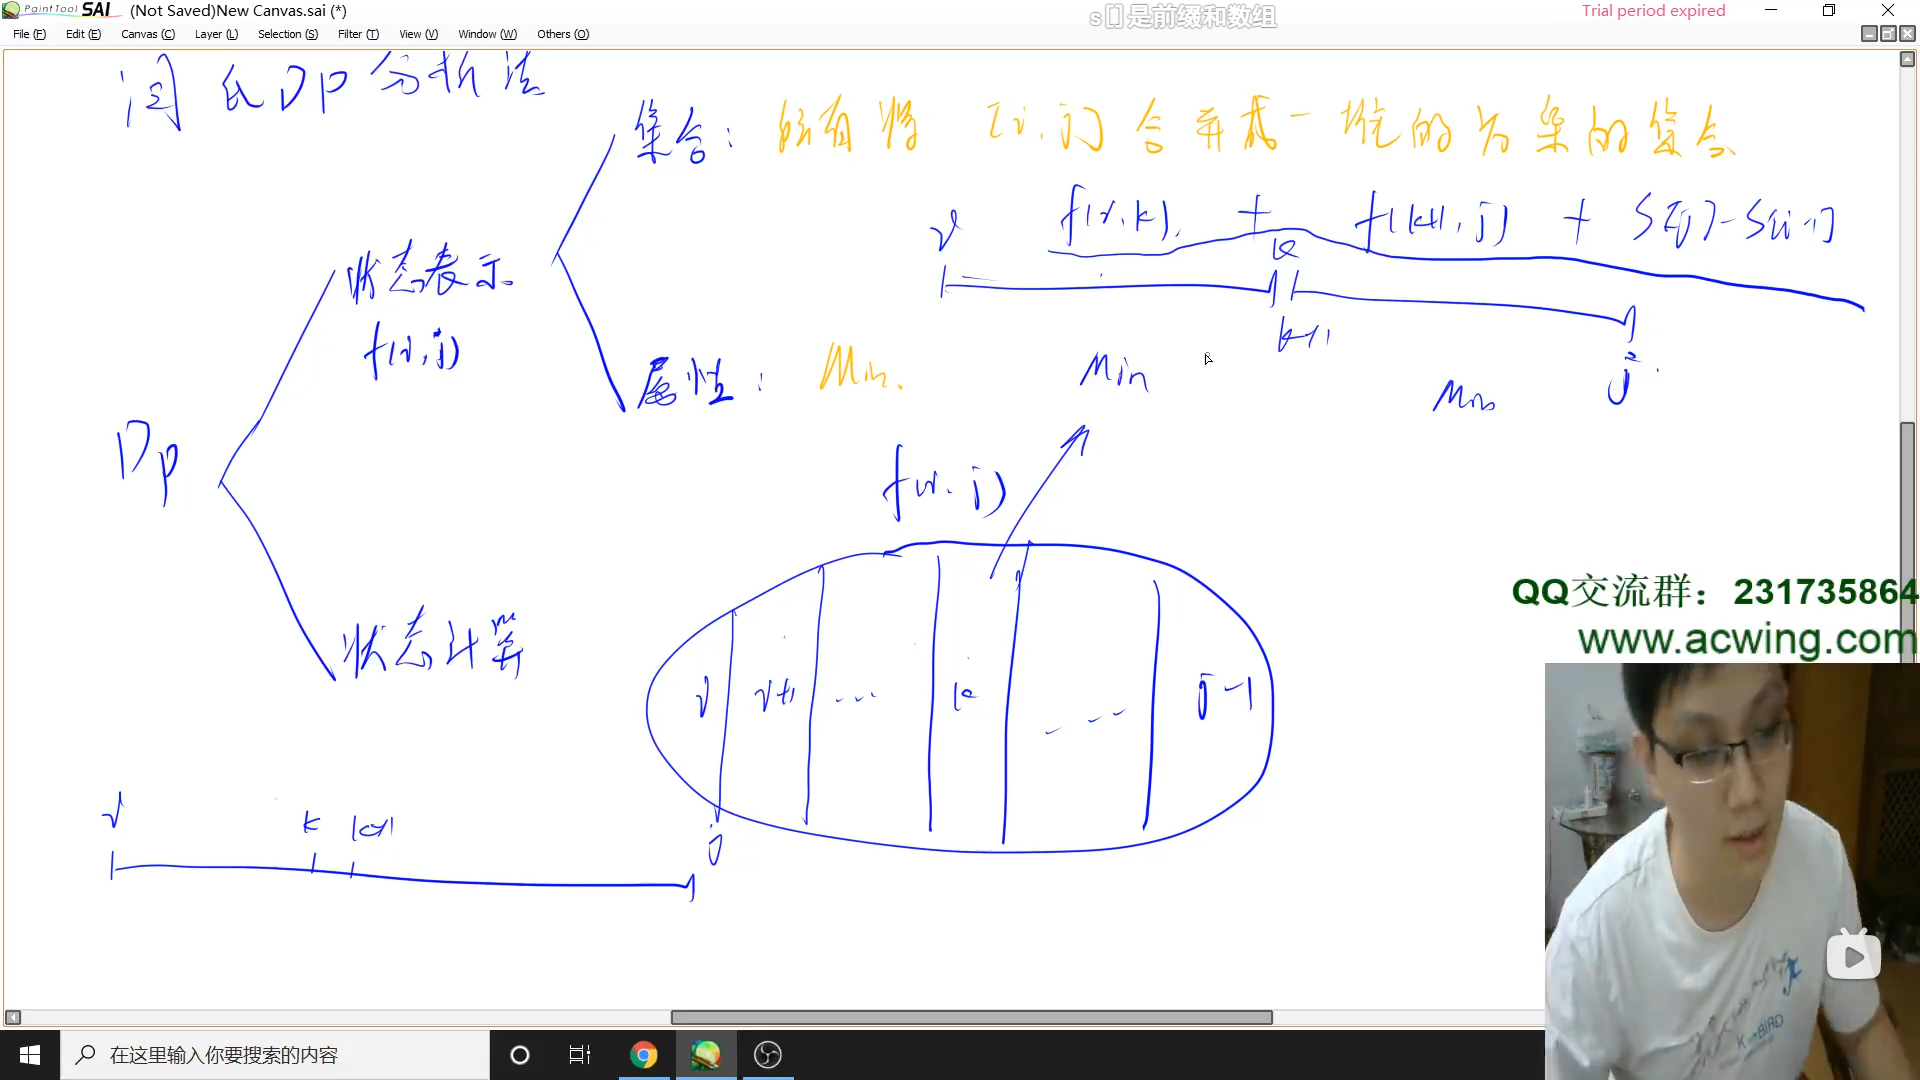 PaintTool SAI (Not Saved)New Canvas.sai (*)
s[]是前缀和数组
Trial period expired
File (F) Edit (E) Canvas (C) Layer (L) Selection (S) Filter (T) View (V) Window (W) Others (O)
闫氏DP分析法
集合：所有将 [i,j] 合并成一堆的方案的集合
f(i,k) + f(k+1,j) + S[j]-S[i-1]
i
k
k+1
j
状态表示
f(i,j)
属性：Min.
Min
Min
DP
f(i,j)
QQ交流群：231735864
www.acwing.com
状态计算
i i+1 ... k ... j-1
i k k+1 j
在这里输入你要搜索的内容